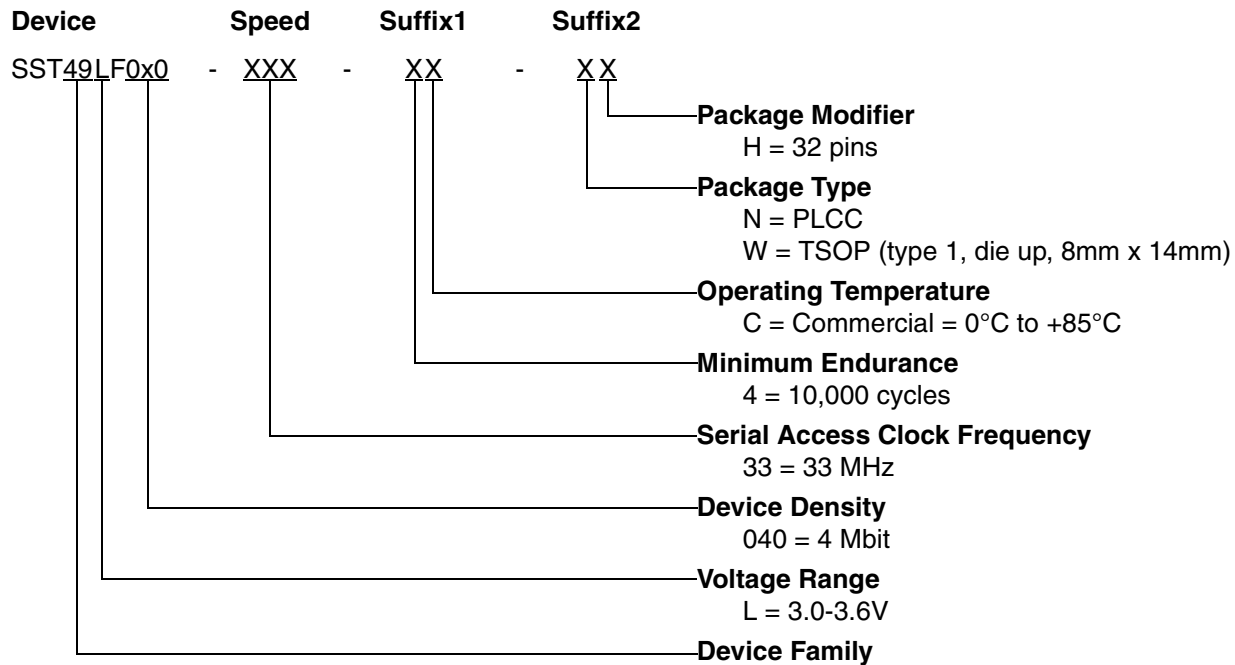 Device Speed Suffix1 Suffix2
SST49LF0x0 - XXX - XX - XX
Package Modifier
H = 32 pins
Package Type
N = PLCC
W = TSOP (type 1, die up, 8mm x 14mm)
Operating Temperature
C = Commercial = 0°C to +85°C
Minimum Endurance
4 = 10,000 cycles
Serial Access Clock Frequency
33 = 33 MHz
Device Density
040 = 4 Mbit
Voltage Range
L = 3.0-3.6V
Device Family